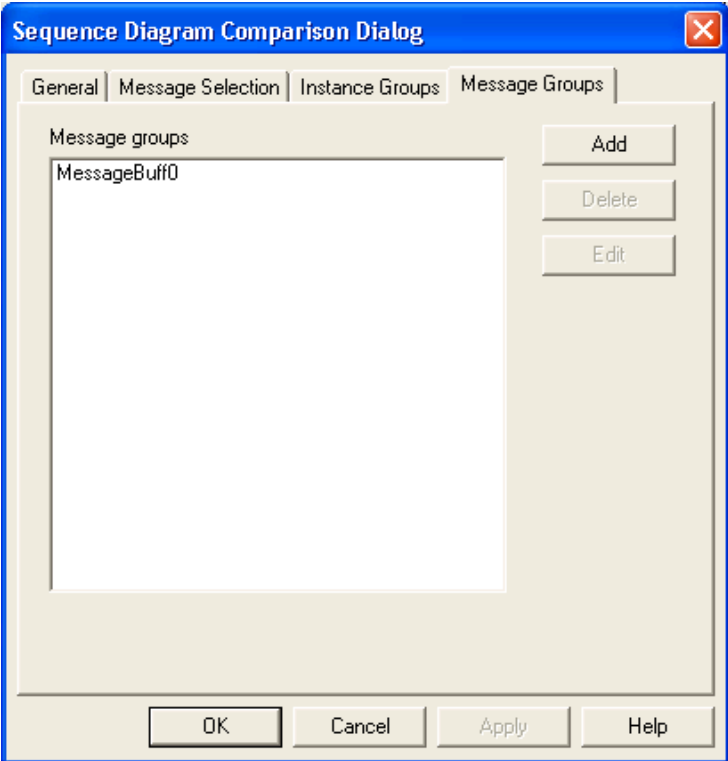 Sequence Diagram Comparison Dialog
General Message Selection Instance Groups Message Groups
Message groups
MessageBuff0
Add
Delete
Edit
OK Cancel Apply Help